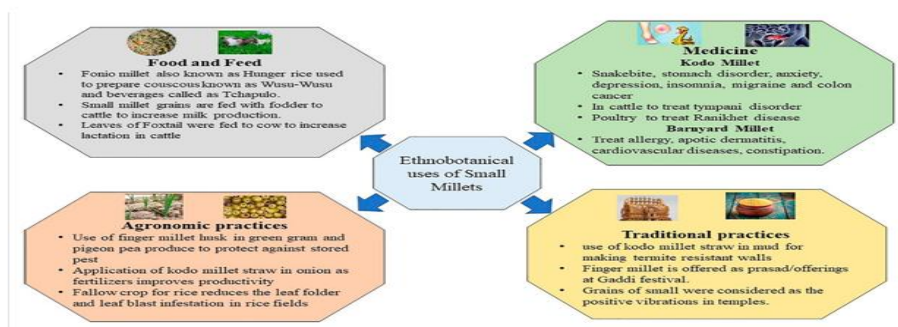 Food and Feed
• Fonio millet also known as Hunger rice used
to prepare couscousknown as Wusu-Wusu
and beverages called as Tchapulo.
• Small millet grains are fed with fodder to
cattle to increase milk production.
• Leaves of Foxtail were fed to cow to increase
lactation in cattle
Medicine
Kodo Millet
• Snakebite, stomach disorder, anxiety,
depression, insomnia, migraine and colon
cancer
• In cattle to treat tympani disorder
• Poultry to treat Ranikhet disease
Barnyard Millet
• Treat allergy, apotic dermatitis,
cardiovascular diseases, constipation.
Ethnobotanical
uses of Small
Millets
Agronomic practices
• Use of finger millet husk in green gram and
pigeon pea produce to protect against stored
pest
• Application of kodo millet straw in onion as
fertilizers improves productivity
• Fallow crop for rice reduces the leaf folder
and leaf blast infestation in rice fields
Traditional practices
• use of kodo millet straw in mud for
making termite resistant walls
• Finger millet is offered as prasad/offerings
at Gaddi festival.
• Grains of small were considered as the
positive vibrations in temples.